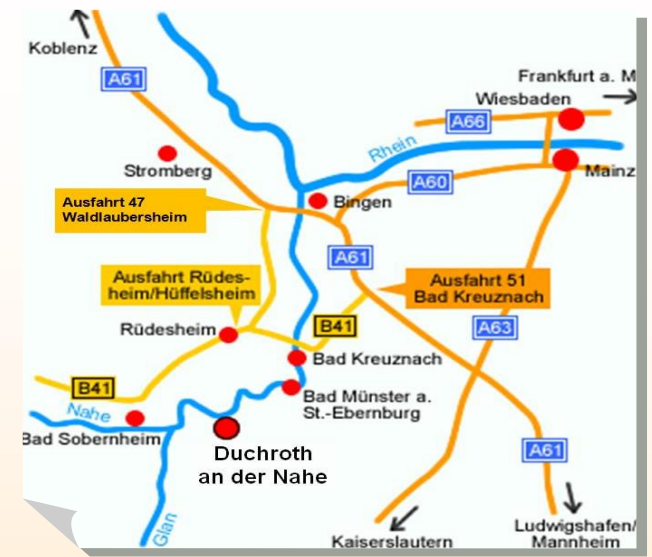 Koblenz
A61
Frankfurt a. M
Wiesbaden
A66
Rhein
Stromberg
Mainz
A60
Ausfahrt 47
Waldlaubersheim
Bingen
A61
Ausfahrt Rüdes-
heim/Hüffelsheim
Ausfahrt 51
Bad Kreuznach
Rüdesheim
B41
A63
Bad Kreuznach
B41
Bad Münster a.
St.-Ebernburg
Nahe
Bad Sobernheim
Duchroth
an der Nahe
A61
Glan
Kaiserslautern
Ludwigshafen/
Mannheim